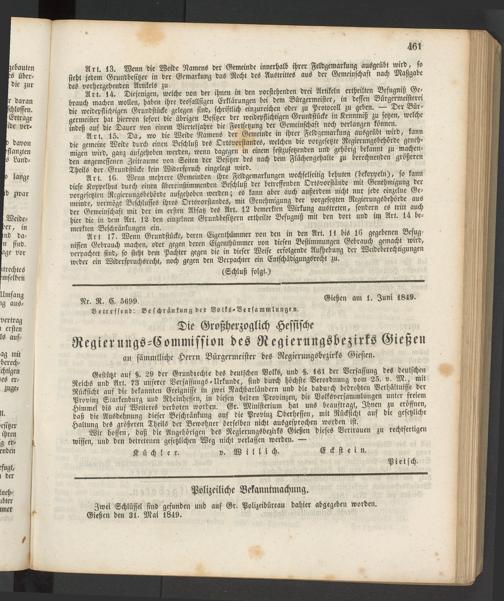 461
Art. 13. Wenn die Weide Namens der Gemeinde innerhalb ihrer Feldgemarkung ausgeübt wird, so
steht jedem Grundbesitzer in der Gemarkung das Recht des Austrittes aus der Gemeinschaft nach Maßgabe
des vorhergehenden Artikels zu
Art. 14. Diejenigen, welche von der ihnen in den vorstehenden drei Artikeln ertheilten Befugniß Ge-
brauch machen wollen, haben ihre desfallsigen Erklärungen bei dem Bürgermeister, in dessen Bürgermeisterei
die weidepflichtigen Grundstücke gelegen sind, schriftlich einzureichen oder zu Protocoll zu geben. — Der Bür-
germeister hat hiervon sofort die übrigen Besitzer der weidepflichtigen Grundstücke in Kenntniß zu setzen, welche
indeß auf die Dauer von einem Vierteljahre die Fortsetzung der Gemeinschaft noch verlangen können.
Art. 15. Da, wo die Weide Namens der Gemeinde in ihrer Feldgemarkung ausgeübt wird, kann
die gemeine Weide durch einen Beschluß des Ortsvorstandes, welchen die vorgesetzte Regierungsbehörde geneh-
migen wird, ganz aufgehoben werden, wenn dagegen in einem festzusetzenden und gehörig bekannt zu machen-
den angemessenen Zeitraume von Seiten der Besitzer des nach dem Flächengehalte zu berechnenden größeren
Theils der Grundstücke kein Widerspruch eingelegt wird.
Art. 16. Wenn mehrere Gemeinden ihre Feldgemarkungen wechselseitig behuten (bekoppeln), so kann
diese Koppelhut durch einen übereinstimmenden Beschluß der betreffenden Ortsvorstände mit Genehmigung der
vorgesetzten Regierungsbehörde aufgehoben werden; es kann aber auch außerdem nicht nur jede einzelne Ge-
meinde, vermöge Beschlusses ihres Ortsvorstandes, mit Genehmigung der vorgesetzten Regierungsbehörde aus
der Gemeinschaft mit der im ersten Absatz des Art. 12 bemerkten Wirkung austreten, sondern es tritt auch
hier die in dem Art. 12 den einzelnen Grundbesitzern ertheilte Befugniß mit den dort und im Art. 14 be-
merkten Beschränkungen ein.
Art. 17. Wenn Grundstücke, deren Eigenthümer von den in den Art. 11 bis 16 gegebenen Befug-
nissen Gebrauch machen, oder gegen deren Eigenthümer von diesen Bestimmungen Gebrauch gemacht wird,
verpachtet sind, so steht dem Pachter gegen die in dieser Weise erfolgende Aufhebung der Weideberechtigung
weder ein Widerspruchsrecht, noch gegen den Verpachter ein Entschädigungsrecht zu.
(Schluß folgt.)
Nr. R. C. 5699. Gießen am 1. Juni 1849.
Betreffend: Beschränkung der Volks-Versammlungen.
Die Großherzoglich Hessische
Regierungs-Commission des Regierungsbezirks Gießen
an sämmtliche Herrn Bürgermeister des Regierungsbezirks Gießen.
Gestützt auf §. 29 der Grundrechte des deutschen Volks, und §. 161 der Verfassung des deutschen
Reichs und Art. 73 unserer Verfassungs-Urkunde, sind durch höchste Verordnung vom 25. v. M., mit
Rücksicht auf die bekannten Ereignisse in zwei Nachbarländern und die dadurch bedrohten Verhältnisse der
Provinz Starkenburg und Rheinhessen, in diesen beiden Provinzen, die Volksversammlungen unter freiem
Himmel bis auf Weiteres verboten worden. Gr. Ministerium hat uns beauftragt, Ihnen zu eröffnen,
daß die Ausdehnung dieser Beschränkung auf die Provinz Oberhessen, mit Rücksicht auf die gesetzliche
Haltung des größeren Theils der Bewohner derselben nicht ausgesprochen worden ist.
Wir hoffen, daß die Angehörigen des Regierungsbezirks Gießen dieses Vertrauen zu rechtfertigen
wissen, und den betretenen gesetzlichen Weg nicht verlassen werden. —
Küchler. v. Willich. Eckstein.
Pietsch.
Polizeiliche Bekanntmachung.
Zwei Schlüssel sind gefunden und auf Gr. Polizeibüreau dahier abgegeben worden.
Gießen den 31. Mai 1849.